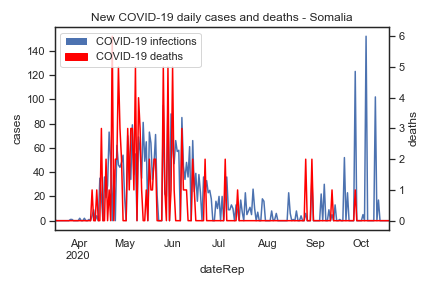 New COVID-19 daily cases and deaths - Somalia
COVID-19 infections
COVID-19 deaths
cases
140
120
100
80
60
40
20
0
deaths
6
5
4
3
2
1
0
Apr May Jun Jul Aug Sep Oct
2020
dateRep